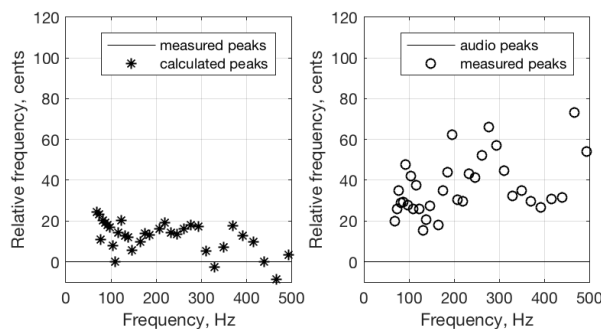 120
100
80
60
40
20
0
Relative frequency, cents
measured peaks
calculated peaks
0 100 200 300 400 500
Frequency, Hz
120
100
80
60
40
20
0
Relative frequency, cents
audio peaks
measured peaks
0 100 200 300 400 500
Frequency, Hz